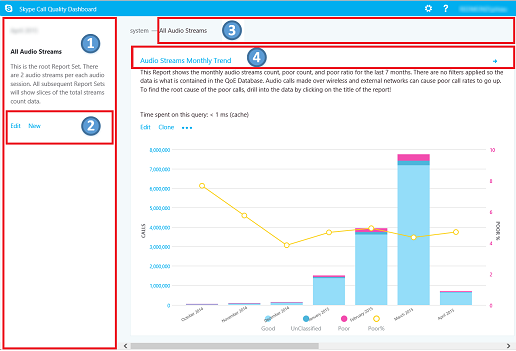 Skype Call Quality Dashboard
?
1
All Audio Streams
This is the root Report Set. There
are 2 audio streams per each audio
session. All subsequent Report Sets
will show slices of the total streams
count data.
2
Edit New
3
system — All Audio Streams
4
Audio Streams Monthly Trend
This Report shows the monthly audio streams count, poor count, and poor ratio for the last 7 months. There are no filters applied so the
data is what is contained in the QoE Database. Audio calls made over wireless and external networks can cause poor call rates to go up.
To find the root cause of the poor calls, drill into the data by clicking on the title of the report!
Time spent on this query: < 1 ms (cache)
Edit Clone •••
8,000,000
7,000,000
6,000,000
5,000,000
4,000,000
3,000,000
2,000,000
1,000,000
0
CALLS
10
8
6
4
2
0
POOR %
October 2014
November 2014
December 2014
January 2015
February 2015
March 2015
April 2015
Good UnClassified Poor Poor%